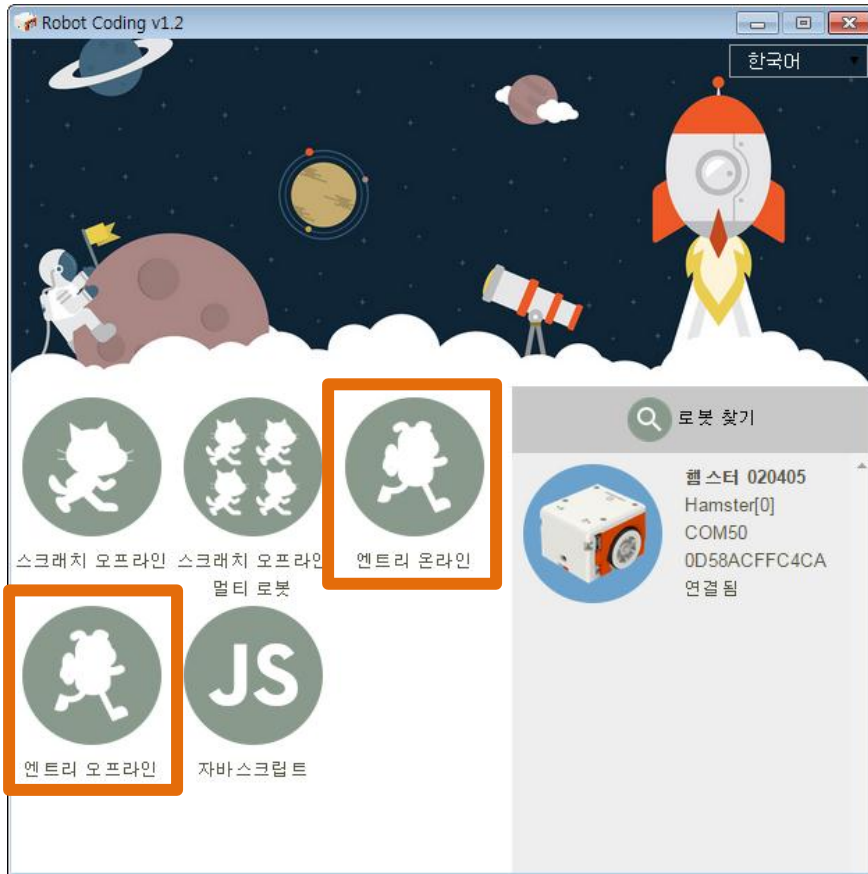 Robot Coding v1.2
한국어
스크래치 오프라인
스크래치 오프라인
멀티 로봇
엔트리 온라인
엔트리 오프라인
JS
자바스크립트
로봇 찾기
햄스터 020405
Hamster[0]
COM50
0D58ACFFC4CA
연결됨